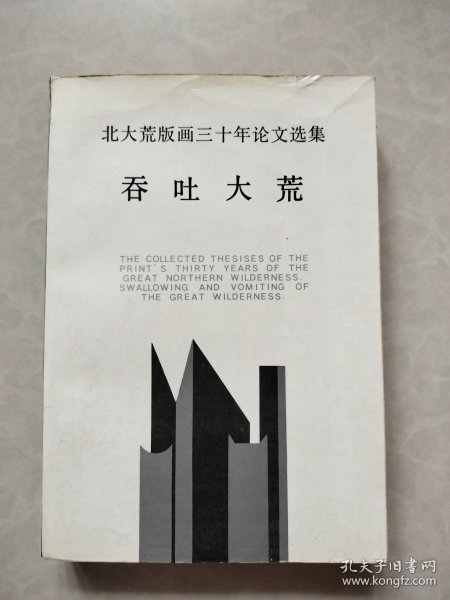 北大荒版画三十年论文选集
吞吐大荒
THE COLLECTED THESISES OF THE
PRINT'S THIRTY YEARS OF THE
GREAT NORTHERN WILDERNESS.
SWALLOWING AND VOMITING OF
THE GREAT WILDERNESS.
孔夫子旧书网
www.kongfz.com